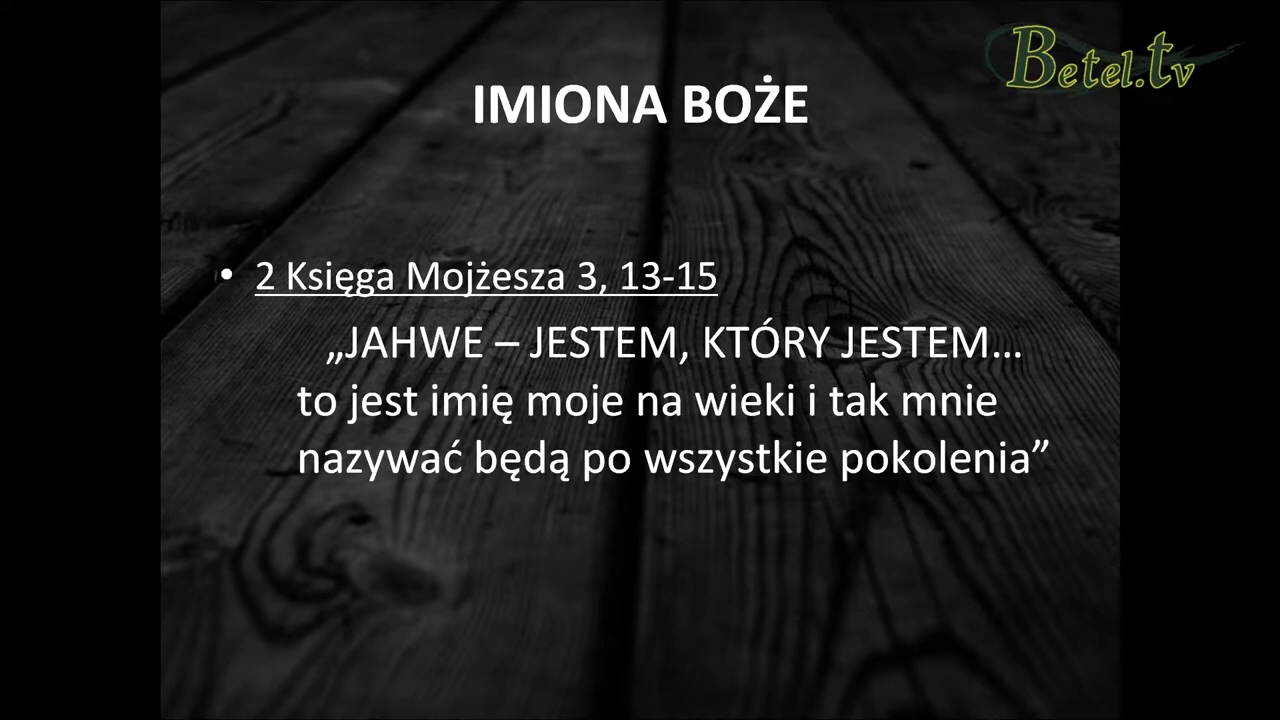 Betel.tv
IMIONA BOŻE
• 2 Księga Mojżesza 3, 13-15
„JAHWE – JESTEM, KTÓRY JESTEM...
to jest imię moje na wieki i tak mnie
nazywać będą po wszystkie pokolenia”